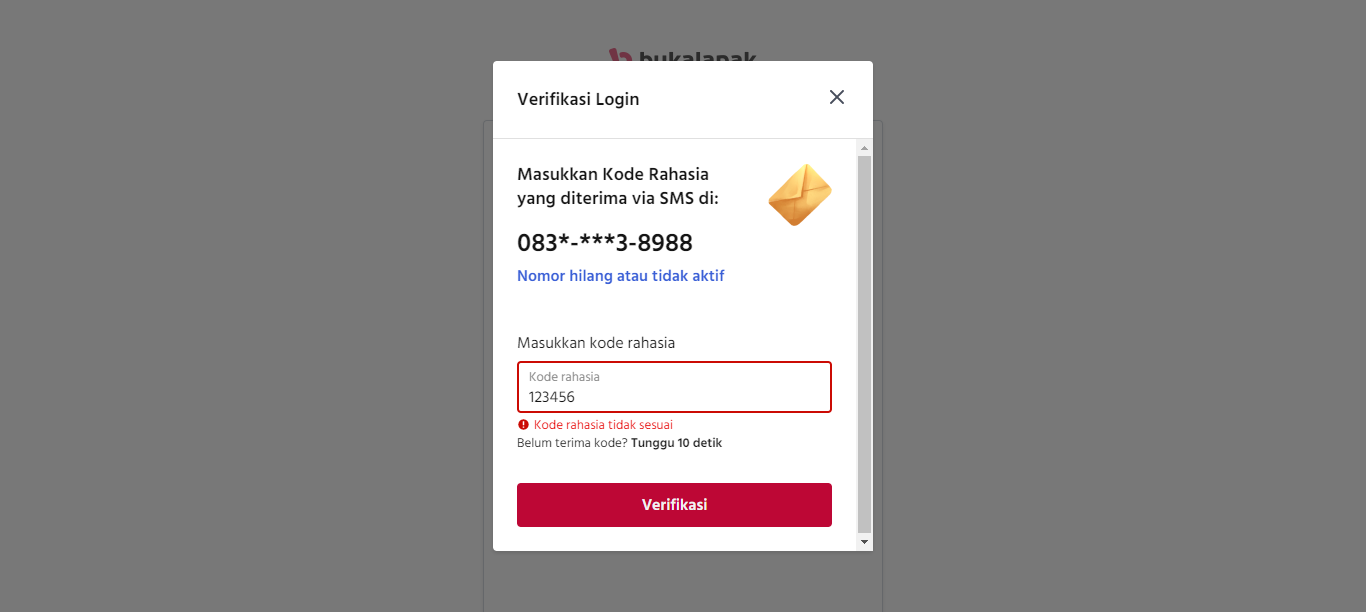 bukalapak
Verifikasi Login
Masukkan Kode Rahasia
yang diterima via SMS di:
083*-***3-8988
Nomor hilang atau tidak aktif
Masukkan kode rahasia
Kode rahasia
123456
Kode rahasia tidak sesuai
Belum terima kode? Tunggu 10 detik
Verifikasi